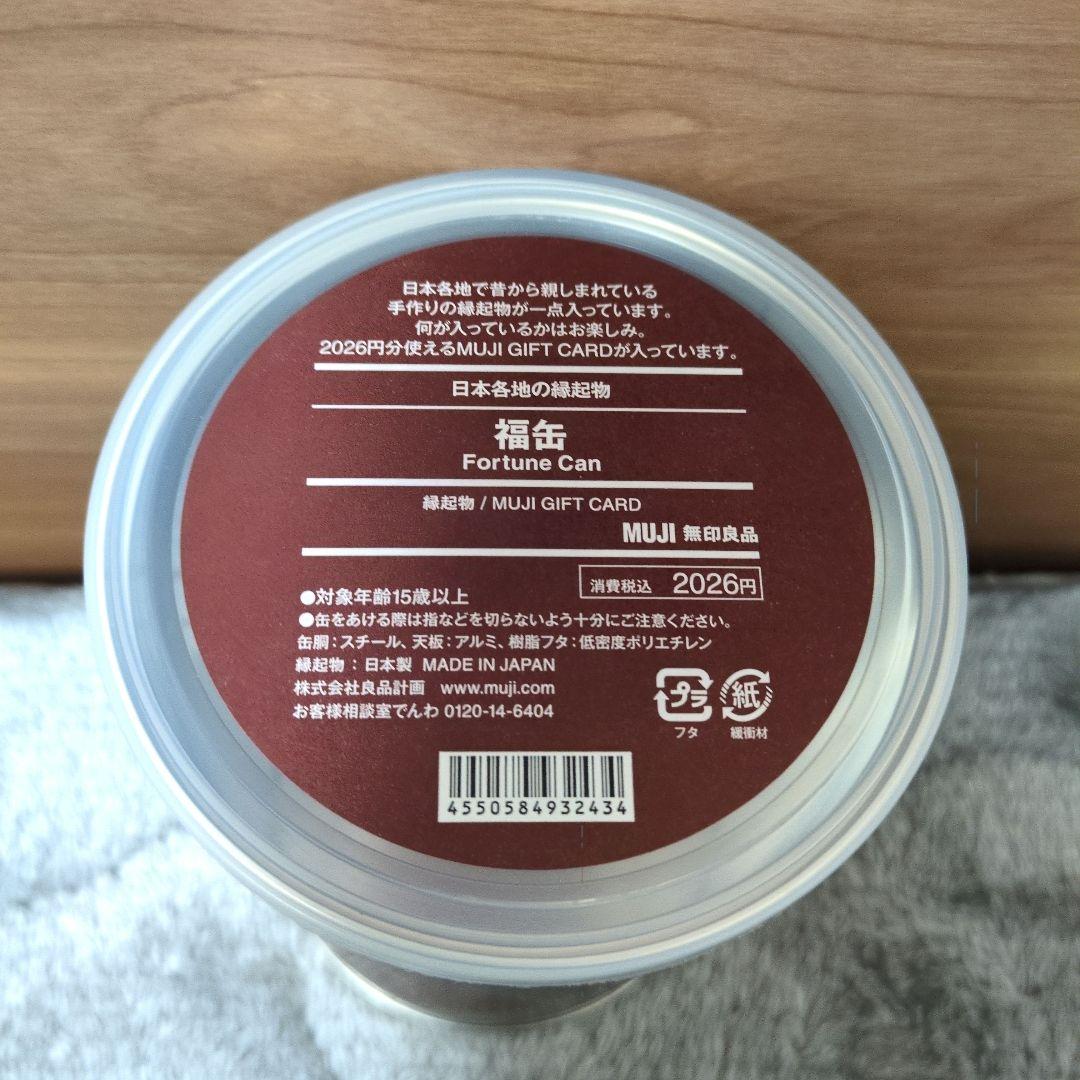 日本各地で昔から親しまれている
手作りの縁起物が一点入っています。
何が入っているかはお楽しみ。
2026円分使えるMUJI GIFT CARDが入っています。
日本各地の縁起物
福缶
Fortune Can
縁起物 / MUJI GIFT CARD
MUJI 無印良品
消費税込 2026円
●対象年齢15歳以上
●缶をあける際は指などを切らないよう十分にご注意ください。
缶胴：スチール、天板：アルミ、樹脂フタ：低密度ポリエチレン
縁起物：日本製 MADE IN JAPAN
株式会社良品計画 www.muji.com
お客様相談室でんわ 0120-14-6404
プラ 紙
フタ 緩衝材
4550584932434